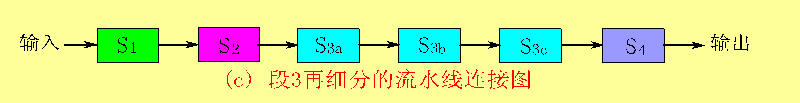 输入 S1 S2 S3a S3b S3c S4 输出
(c) 段3再细分的流水线连接图